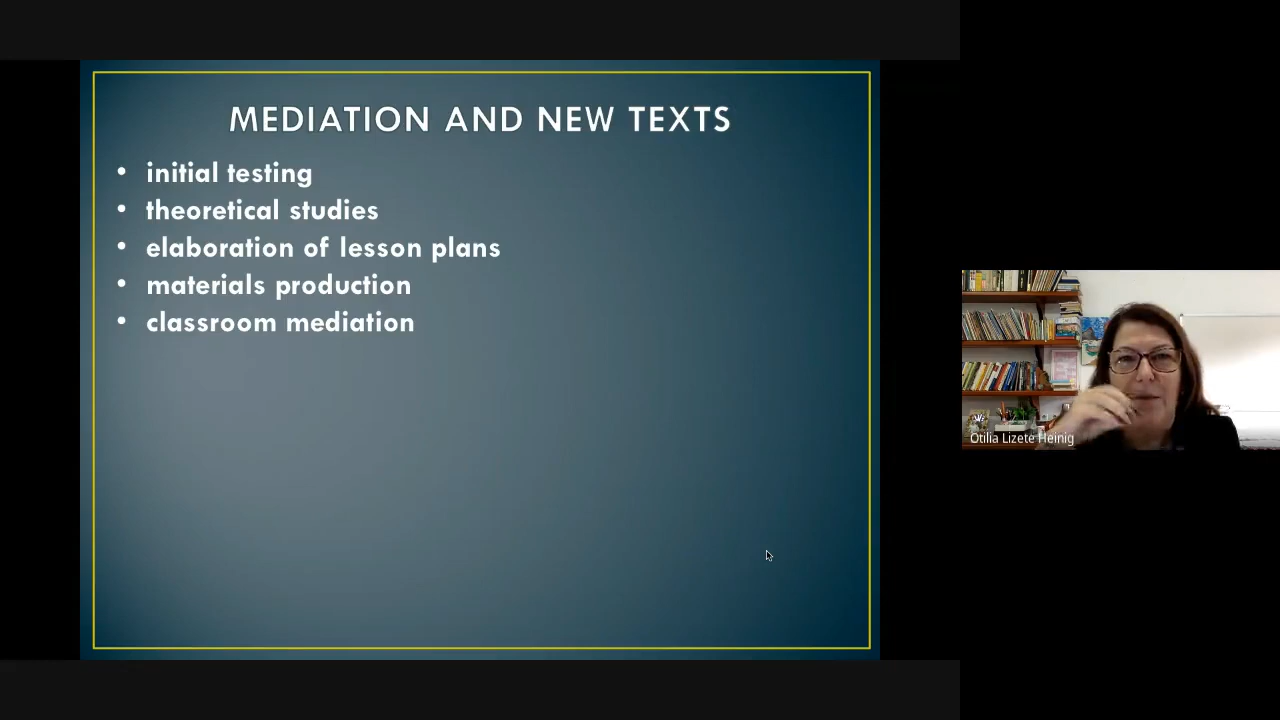 MEDIATION AND NEW TEXTS
• initial testing
• theoretical studies
• elaboration of lesson plans
• materials production
• classroom mediation
Otilia Lizete Heinig